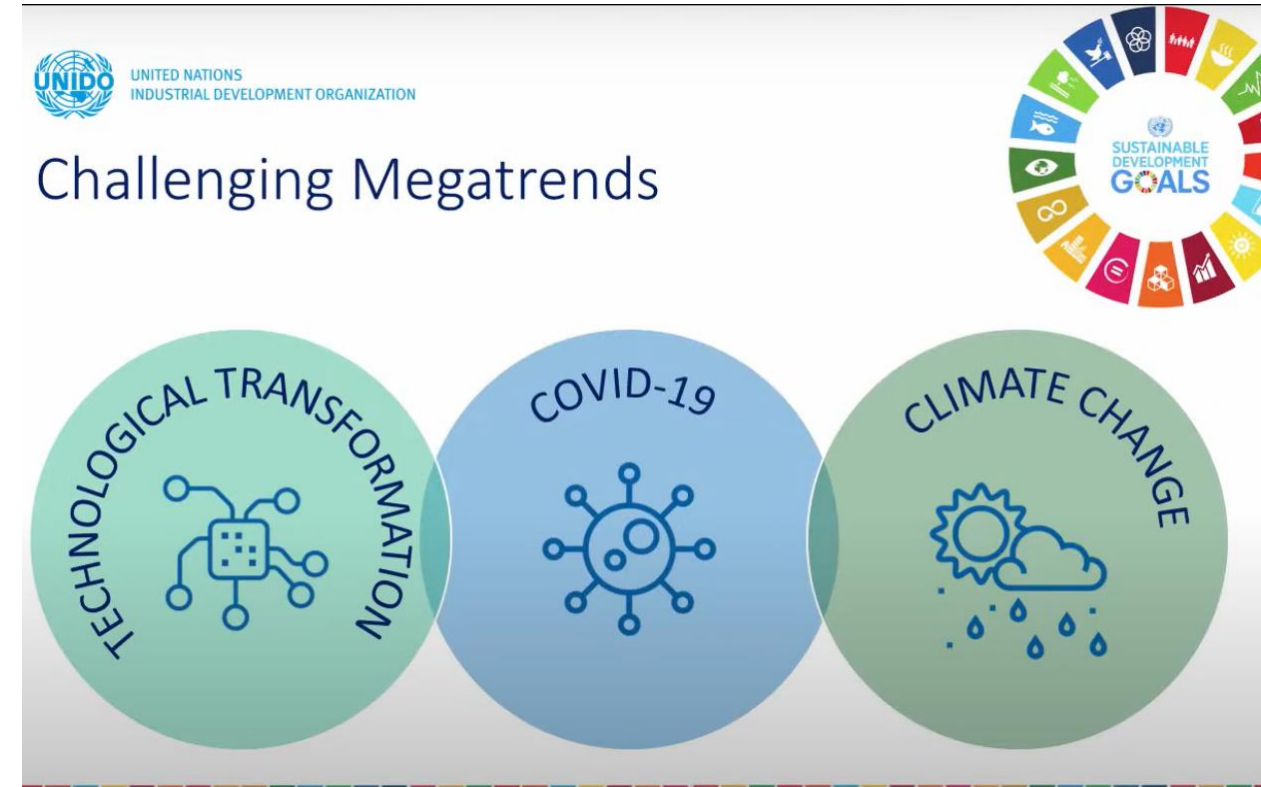 UNIDO
UNITED NATIONS
INDUSTRIAL DEVELOPMENT ORGANIZATION
SUSTAINABLE
DEVELOPMENT
GOALS
Challenging Megatrends
TECHNOLOGICAL TRANSFORMATION
COVID-19
CLIMATE CHANGE